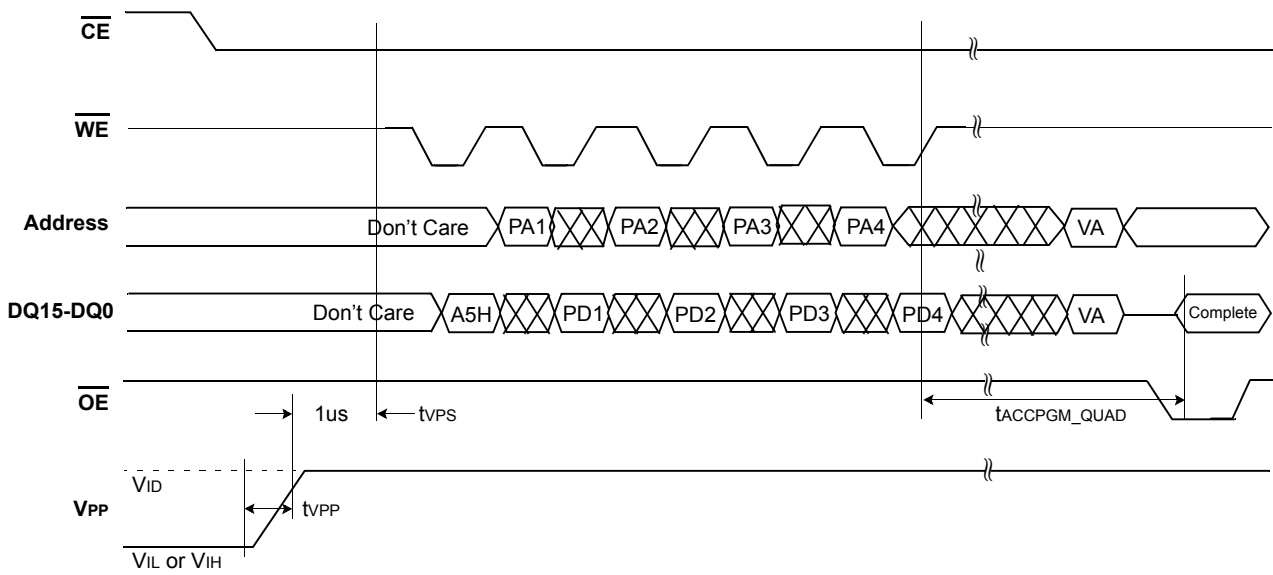 CE
WE
Address Don't Care PA1 PA2 PA3 PA4 VA
DQ15-DQ0 Don't Care A5H PD1 PD2 PD3 PD4 VA Complete
OE
1us tVPS tACCPGM_QUAD
VID
VPP tVPP
VIL or VIH